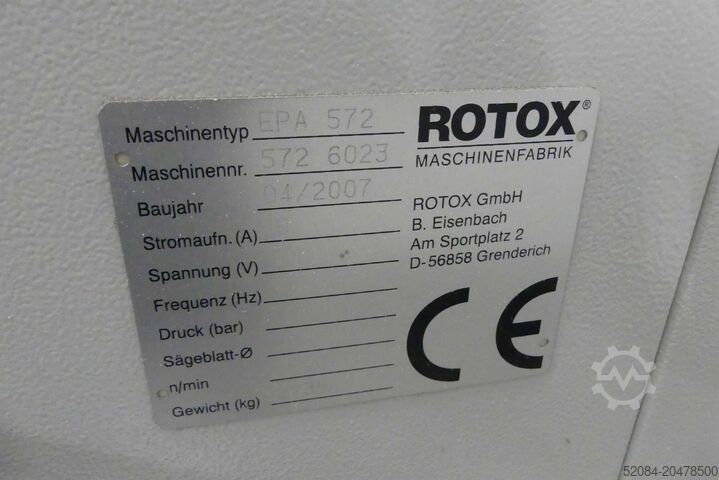 Maschinentyp EPA 572
Maschinennr. 572 6023
Baujahr 04/2007
Stromaufn. (A)
Spannung (V)
Frequenz (Hz)
Druck (bar)
Sägeblatt-Ø
n/min
Gewicht (kg)
ROTOX®
MASCHINENFABRIK
ROTOX GmbH
B. Eisenbach
Am Sportplatz 2
D-56858 Grenderich
CE
52084-20478500